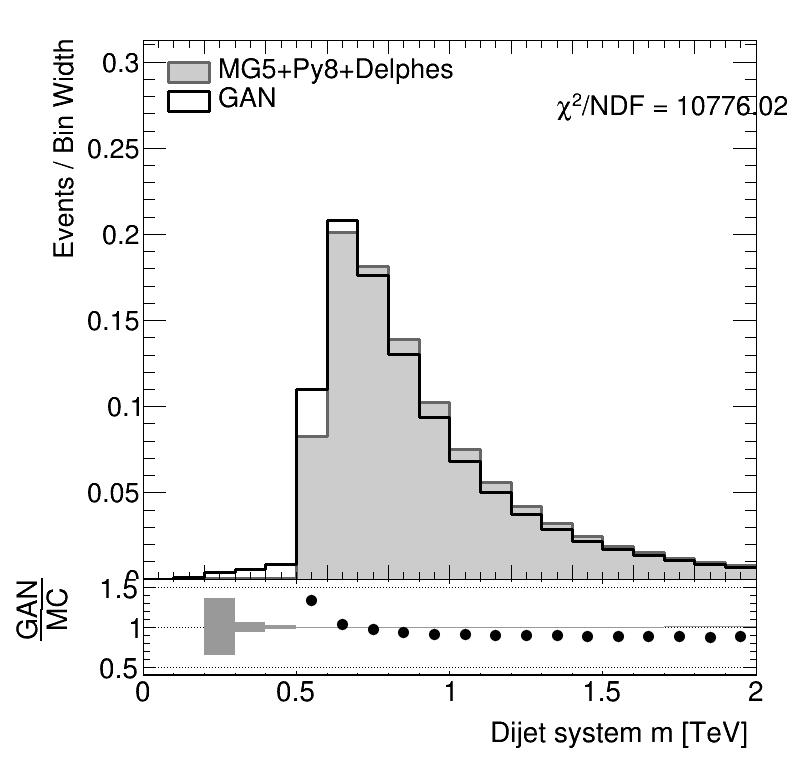 MG5+Py8+Delphes
GAN
χ²/NDF = 10776.02
Events / Bin Width
0.3
0.25
0.2
0.15
0.1
0.05
0
GAN
MC
1.5
1
0.5
0
0.5
1
1.5
2
Dijet system m [TeV]